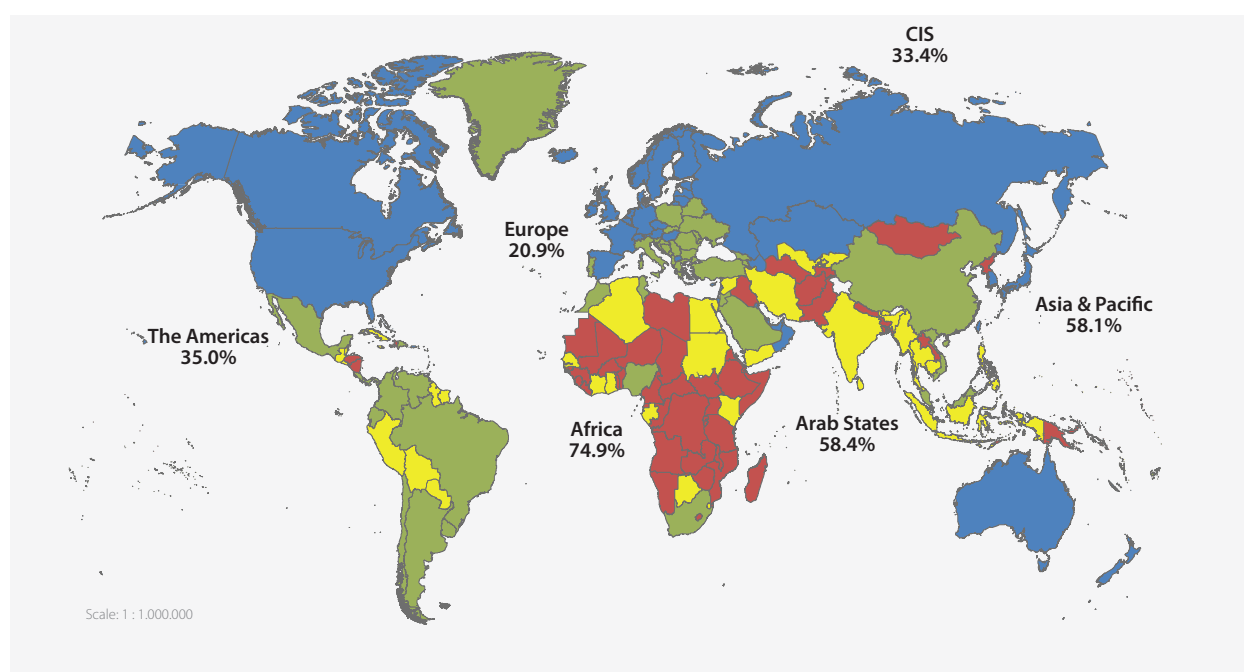 CIS
33.4%
Europe
20.9%
Asia & Pacific
58.1%
The Americas
35.0%
Africa
74.9%
Arab States
58.4%
Scale: 1 : 1.000.000